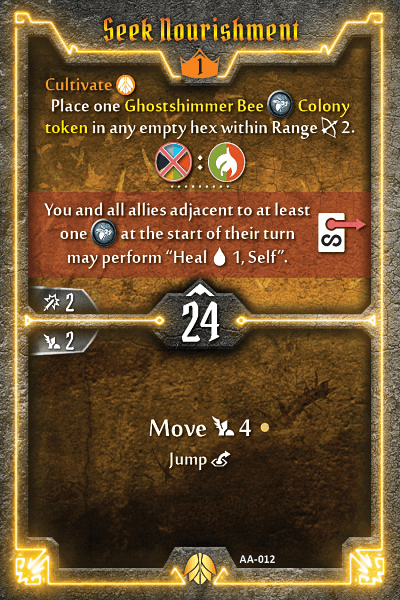 Seek Nourishment
1
Cultivate
Place one Ghostshimmer Bee Colony
token in any empty hex within Range 2.
:
You and all allies adjacent to at least
one at the start of their turn
may perform “Heal 1, Self”.
2
24
2
Move 4
Jump
AA-012